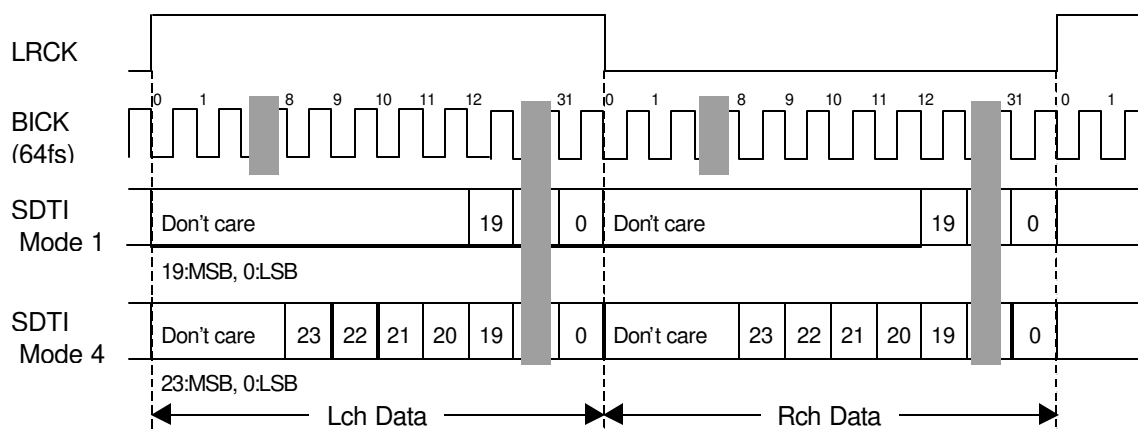 LRCK
0 1 8 9 10 11 12 31 0 1 8 9 10 11 12 31 0 1
BICK
(64fs)
SDTI
Mode 1
Don't care 19 0 Don't care 19 0
19:MSB, 0:LSB
SDTI
Mode 4
Don't care 23 22 21 20 19 0 Don't care 23 22 21 20 19 0
23:MSB, 0:LSB
Lch Data Rch Data